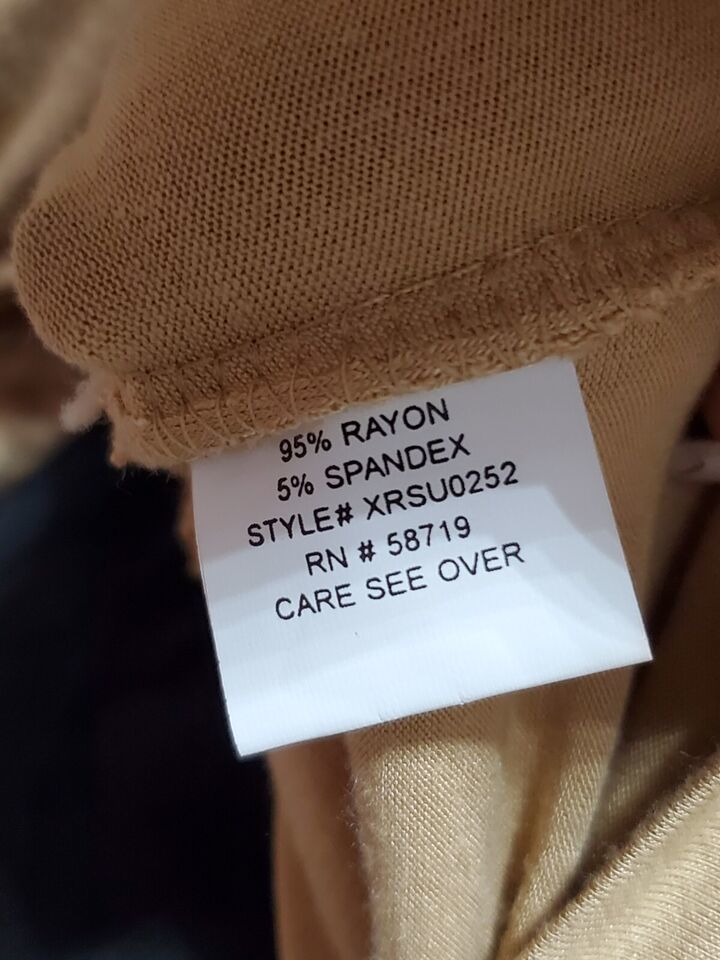 95% RAYON
5% SPANDEX
STYLE# XRSU0252
RN # 58719
CARE SEE OVER